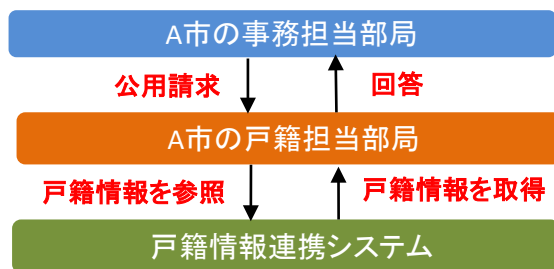 A市の事務担当部局
公用請求
回答
A市の戸籍担当部局
戸籍情報を参照
戸籍情報を取得
戸籍情報連携システム